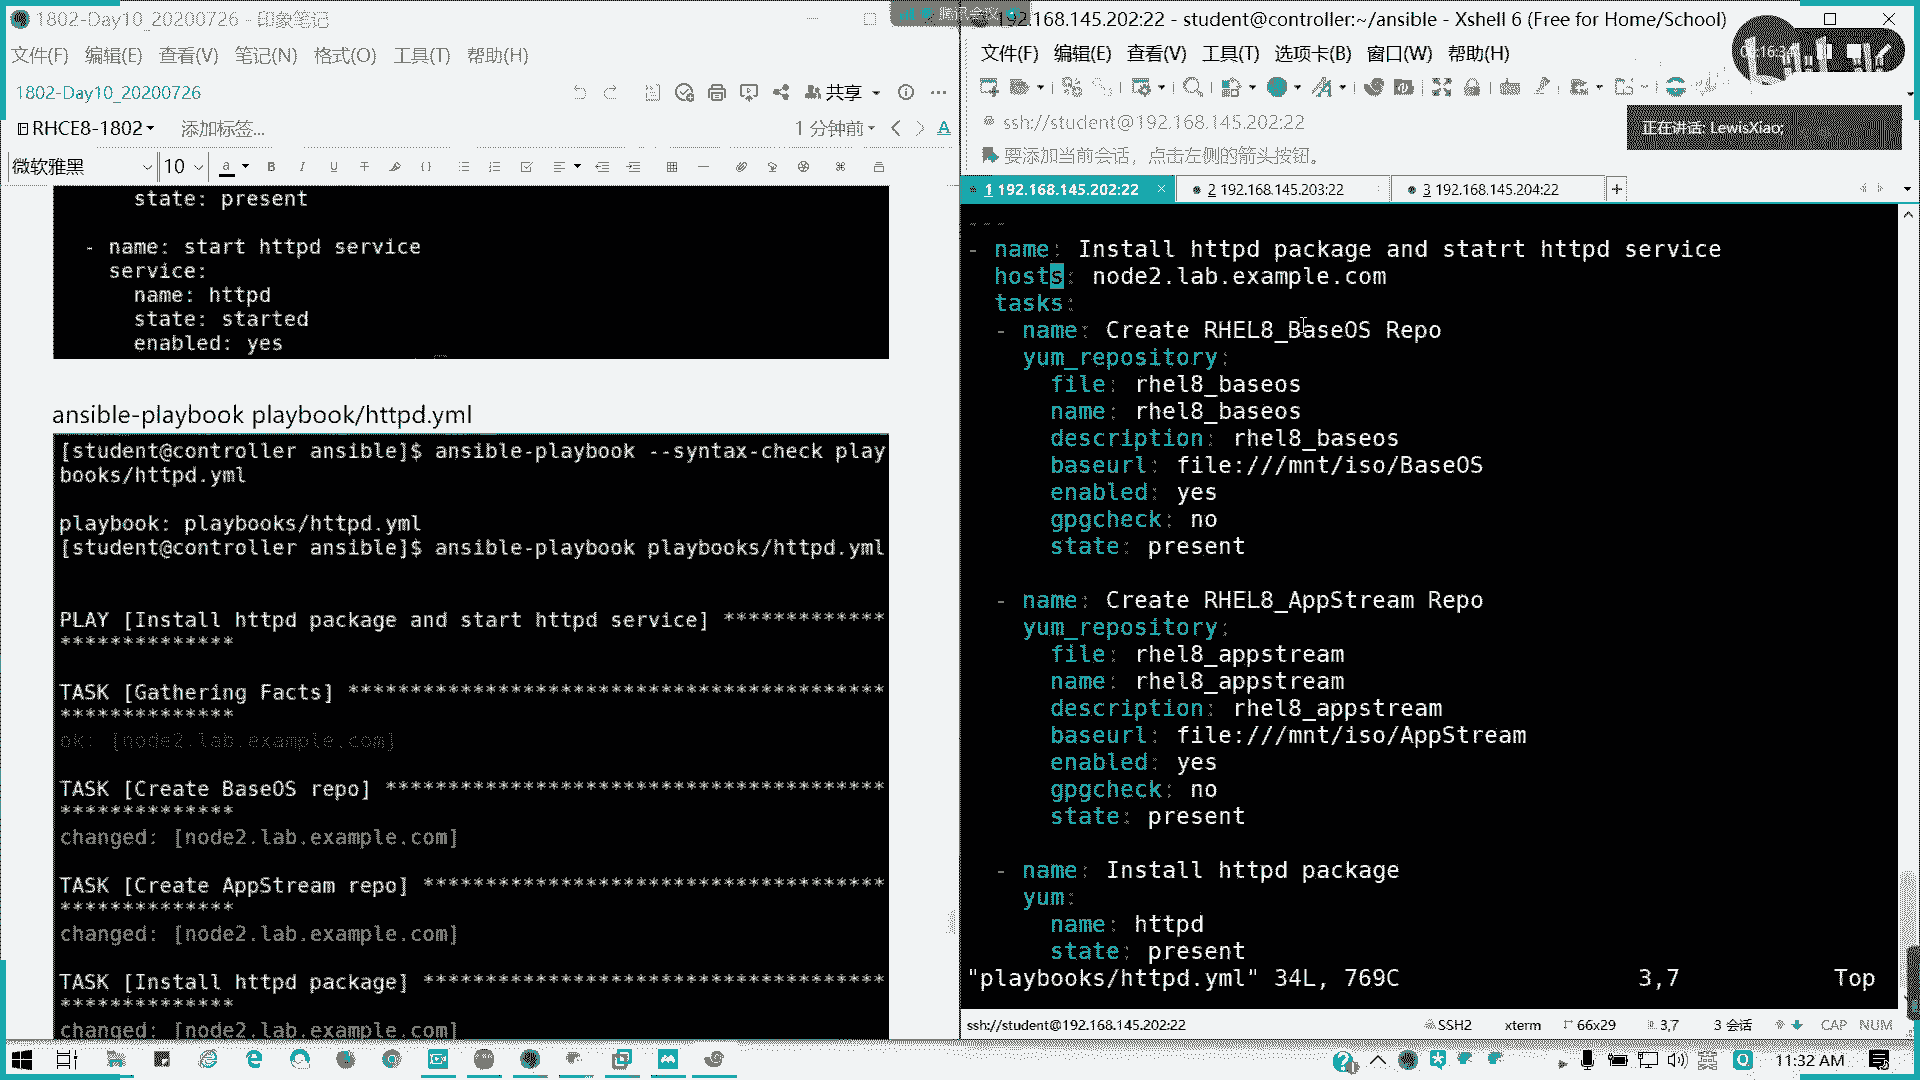 1802-Day10_20200726 - 印象笔记
文件(F) 编辑(E) 查看(V) 笔记(N) 格式(O) 工具(T) 帮助(H)
1802-Day10_20200726
共享
RHCE8-1802
添加标签...
1 分钟前
微软雅黑
10
state: present
- name: start httpd service
service:
name: httpd
state: started
enabled: yes
ansible-playbook playbook/httpd.yml
[student@controller ansible]$ ansible-playbook --syntax-check play
books/httpd.yml
playbook: playbooks/httpd.yml
[student@controller ansible]$ ansible-playbook playbooks/httpd.yml
PLAY [Install httpd package and start httpd service] *************
**************
TASK [Gathering Facts] *******************************************
**************
ok: [node2.lab.example.com]
TASK [Create BaseOS repo] ****************************************
**************
changed: [node2.lab.example.com]
TASK [Create AppStream repo] *************************************
**************
changed: [node2.lab.example.com]
TASK [Install httpd package] *************************************
**************
changed: [node2.lab.example.com]
腾讯会议
192.168.145.202:22 - student@controller:~/ansible - Xshell 6 (Free for Home/School)
文件(F) 编辑(E) 查看(V) 工具(T) 选项卡(B) 窗口(W) 帮助(H)
正在讲话: LewisXiao;
ssh://student@192.168.145.202:22
要添加当前会话，点击左侧的箭头按钮。
1 192.168.145.202:22
2 192.168.145.203:22
3 192.168.145.204:22
---
- name: Install httpd package and statrt httpd service
hosts: node2.lab.example.com
tasks:
- name: Create RHEL8_BaseOS Repo
yum_repository:
file: rhel8_baseos
name: rhel8_baseos
description: rhel8_baseos
baseurl: file:///mnt/iso/BaseOS
enabled: yes
gpgcheck: no
state: present
- name: Create RHEL8_AppStream Repo
yum_repository:
file: rhel8_appstream
name: rhel8_appstream
description: rhel8_appstream
baseurl: file:///mnt/iso/AppStream
enabled: yes
gpgcheck: no
state: present
- name: Install httpd package
yum:
name: httpd
state: present
"playbooks/httpd.yml" 34L, 769C 3,7 Top
ssh://student@192.168.145.202:22 SSH2 xterm 66x29 3,7 3 会话 CAP NUM
11:32 AM